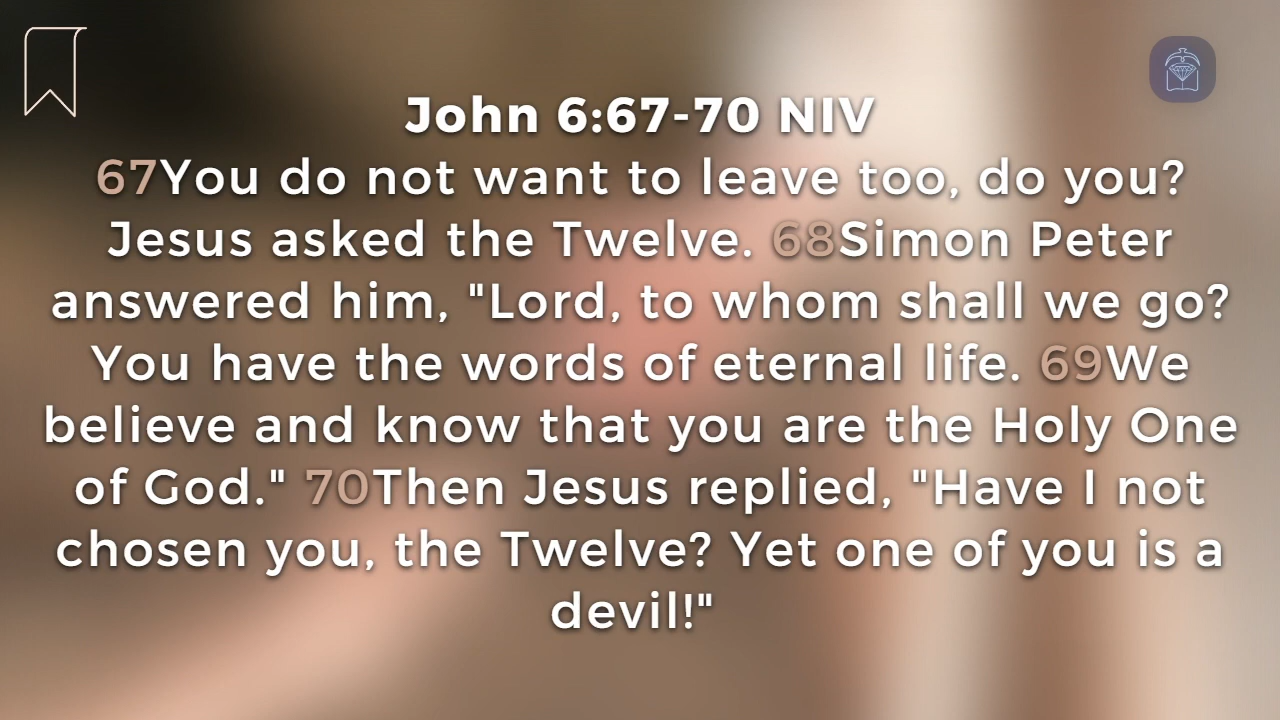 John 6:67-70 NIV
67You do not want to leave too, do you?
Jesus asked the Twelve. 68Simon Peter
answered him, "Lord, to whom shall we go?
You have the words of eternal life. 69We
believe and know that you are the Holy One
of God." 70Then Jesus replied, "Have I not
chosen you, the Twelve? Yet one of you is a
devil!"